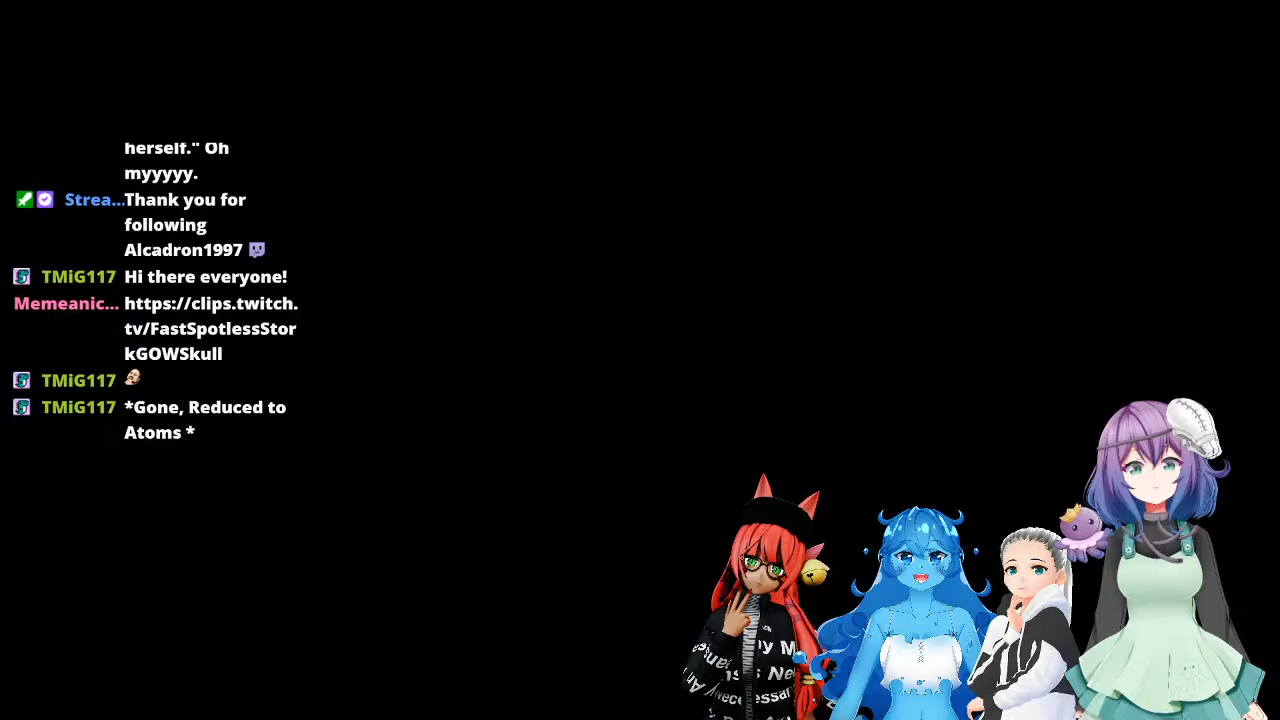 herself." Oh
myyyyy.
Strea...Thank you for
following
Alcadron1997
TMiG117 Hi there everyone!
Memeanic... https://clips.twitch.
tv/FastSpotlessStor
kGOWSkull
TMiG117
TMiG117 *Gone, Reduced to
Atoms *